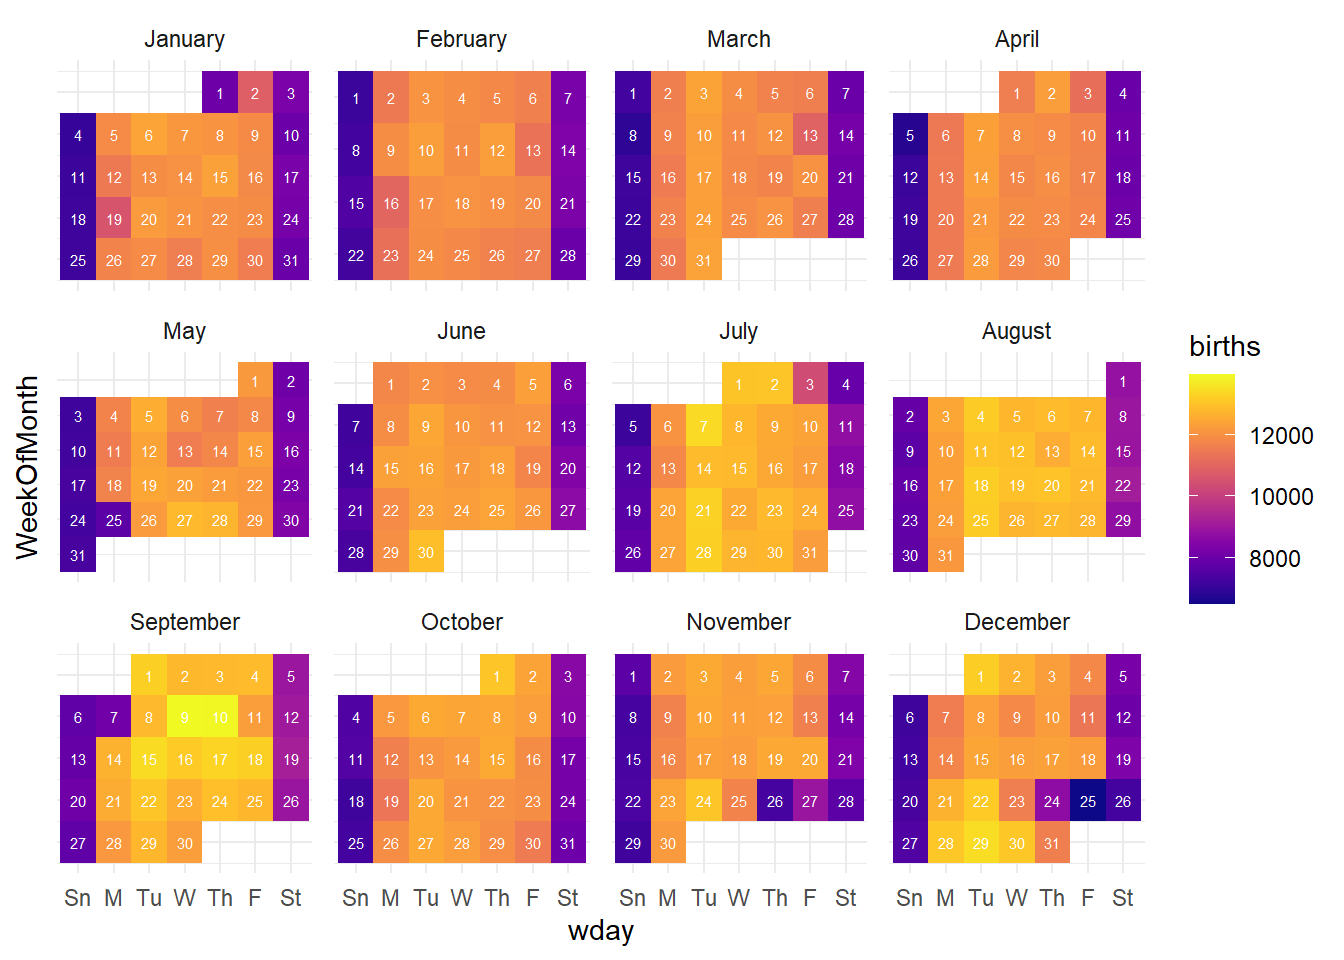 January February March April
1 2 3 1 2 3 4 5 6 7 1 2 3 4 5 6 7 1 2 3 4
4 5 6 7 8 9 10 8 9 10 11 12 13 14 8 9 10 11 12 13 14 5 6 7 8 9 10 11
11 12 13 14 15 16 17 15 16 17 18 19 20 21 15 16 17 18 19 20 21 12 13 14 15 16 17 18
18 19 20 21 22 23 24 22 23 24 25 26 27 28 22 23 24 25 26 27 28 19 20 21 22 23 24 25
25 26 27 28 29 30 31 29 30 31 26 27 28 29 30
May June July August
1 2 1 2 3 4 5 6 1 2 3 4 1
3 4 5 6 7 8 9 7 8 9 10 11 12 13 5 6 7 8 9 10 11 2 3 4 5 6 7 8
10 11 12 13 14 15 16 14 15 16 17 18 19 20 12 13 14 15 16 17 18 9 10 11 12 13 14 15
17 18 19 20 21 22 23 21 22 23 24 25 26 27 19 20 21 22 23 24 25 16 17 18 19 20 21 22
24 25 26 27 28 29 30 28 29 30 26 27 28 29 30 31 23 24 25 26 27 28 29
31 30 31
September October November December
1 2 3 4 5 1 2 3 1 2 3 4 5 6 7 1 2 3 4 5
6 7 8 9 10 11 12 4 5 6 7 8 9 10 8 9 10 11 12 13 14 6 7 8 9 10 11 12
13 14 15 16 17 18 19 11 12 13 14 15 16 17 15 16 17 18 19 20 21 13 14 15 16 17 18 19
20 21 22 23 24 25 26 18 19 20 21 22 23 24 22 23 24 25 26 27 28 20 21 22 23 24 25 26
27 28 29 30 25 26 27 28 29 30 31 29 30 27 28 29 30 31
Sn M Tu W Th F St Sn M Tu W Th F St Sn M Tu W Th F St Sn M Tu W Th F St
wday
WeekOfMonth
births
12000
10000
8000